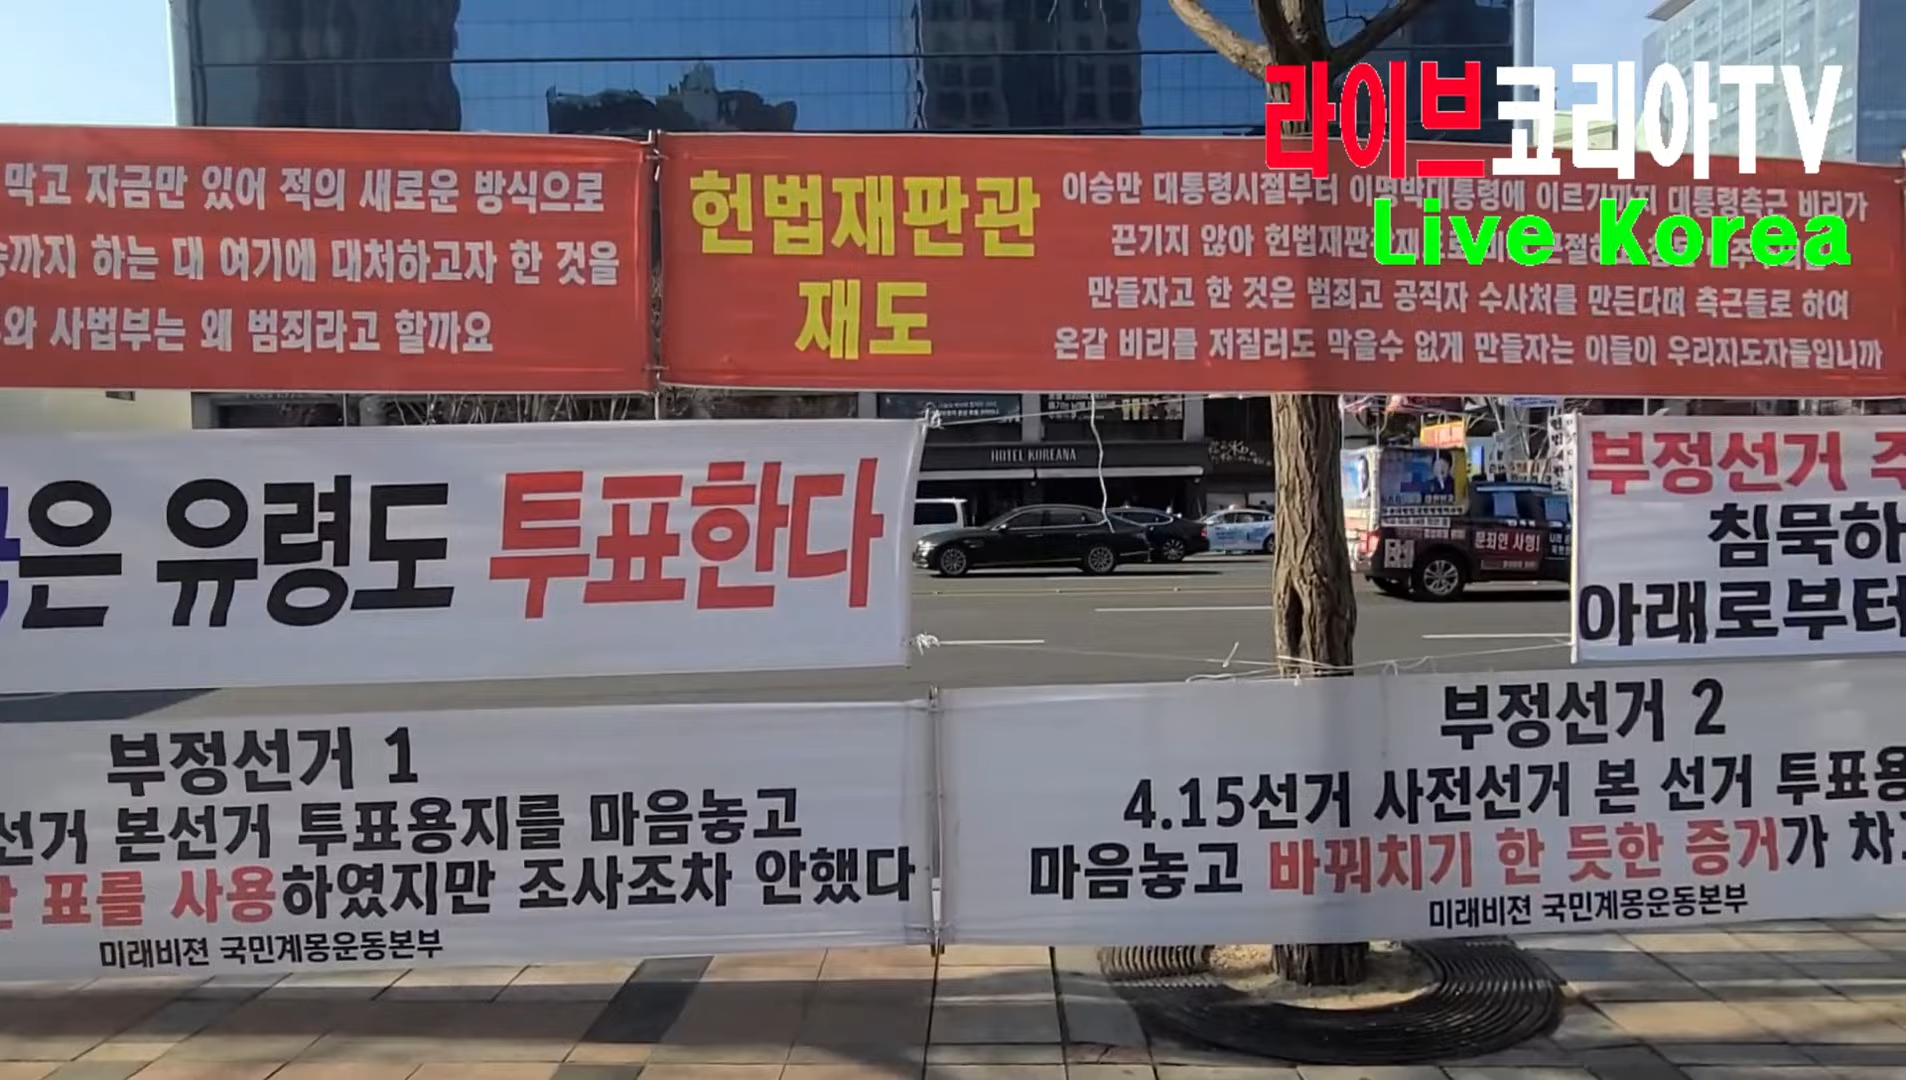 라이브코리아TV
Live Korea
막고 자금만 있어 적의 새로운 방식으로
까지 하는 대 여기에 대처하고자 한 것을
와 사법부는 왜 범죄라고 할까요
헌법재판관
재도
이승만 대통령시절부터 이명박대통령에 이르기까지 대통령측근 비리가
끈기지 않아 헌법재판관
만들자고 한 것은 범죄고 공직자 수사처를 만든다며 측근들로 하여
온갖 비리를 저질러도 막을수 없게 만들자는 이들이 우리지도자들입니까
HOTEL KOREANA
은 유령도 투표한다
문죄인 사형!
부정선거
침묵하
아래로부터
부정선거 1
선거 본선거 투표용지를 마음놓고
표를 사용하였지만 조사조차 안했다
미래비젼 국민계몽운동본부
부정선거 2
4.15선거 사전선거 본 선거 투표용
마음놓고 바꿔치기 한 듯한 증거가 차
미래비젼 국민계몽운동본부